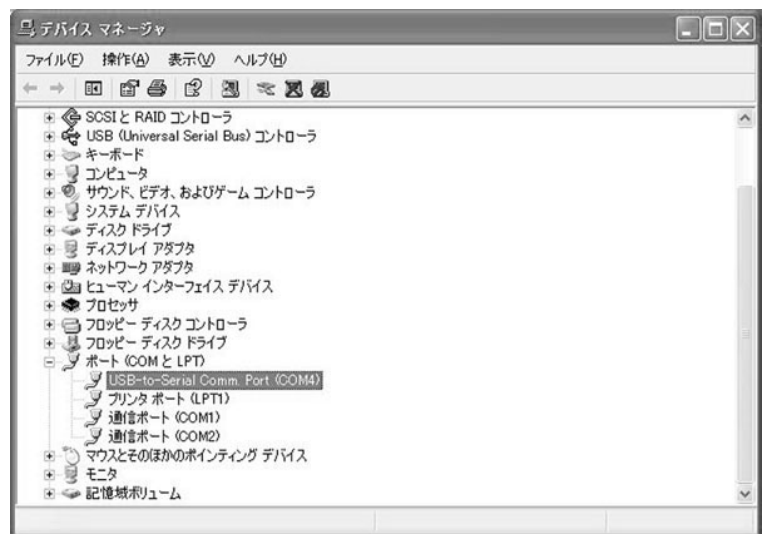 デバイス マネージャ
ファイル(F) 操作(A) 表示(V) ヘルプ(H)
SCSI と RAID コントローラ
USB (Universal Serial Bus) コントローラ
キーボード
コンピュータ
サウンド、ビデオ、およびゲーム コントローラ
システム デバイス
ディスク ドライブ
ディスプレイ アダプタ
ネットワーク アダプタ
ヒューマン インターフェイス デバイス
プロセッサ
フロッピー ディスク コントローラ
フロッピー ディスク ドライブ
ポート (COM と LPT)
USB-to-Serial Comm. Port (COM4)
プリンタ ポート (LPT1)
通信ポート (COM1)
通信ポート (COM2)
マウスとそのほかのポインティング デバイス
モニタ
記憶域ボリューム